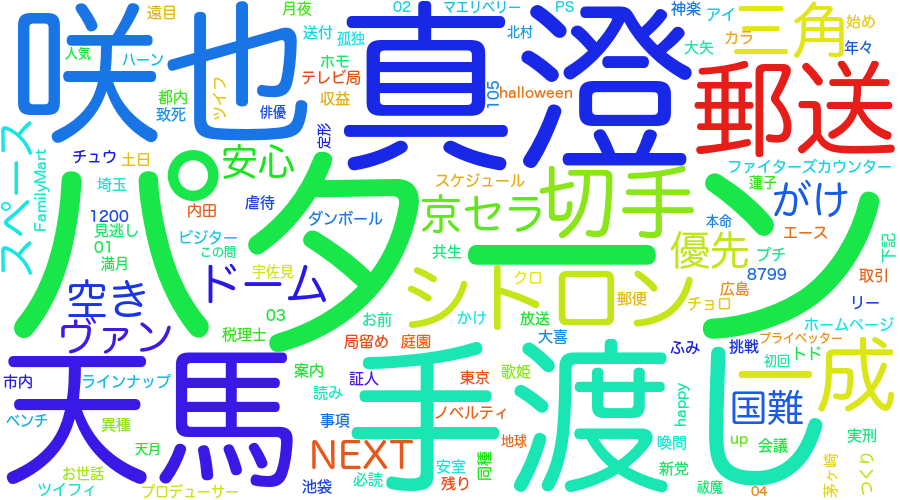 咲也
真澄
三角
郵送
パターン
天馬
手渡し
シトロン
切手
成
がけ
優先
京セラ
安心
ドーム
空き
ヴァン
スペース
国難
NEXT
遠目
月夜
02
マエリベリー
PS
神楽
アイ
始め
人気
ハーン
送付
孤独
北村
大矢
カラ
年々
ホモ
テレビ局
105
halloween
都内
致死
ツイフ
俳優
収益
定形
FamilyMart
チュウ
土日
埼玉
内田
虐待
スケジュール
ファイターズカウンター
蓮子
1200
見逃し
01
満月
ビジター
この間
ダンボール
共生
本命
エース
プチ
8799
下記
取引
宇佐見
クロ
郵便
広島
チョロ
リー
税理士
03
お前
かけ
放送
ホームページ
局留め
庭園
大喜
プライベッター
ふみ
挑戦
初回
トド
市内
ラインナップ
案内
読み
証人
東京
歌姫
ベンチ
異種
事項
ノベルティ
happy
天月
地球
up
会議
喚問
実刑
お世話
ツイフィ
プロデューサー
池袋
必読
安室
残り
同種
新党
祓魔
04
茅ヶ崎
つくり